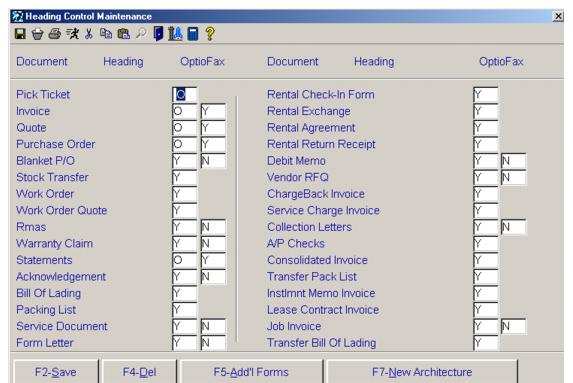 Heading Control Maintenance
Document Heading OptioFax Document Heading OptioFax
Pick Ticket O Rental Check-In Form Y
Invoice O Y Rental Exchange Y
Quote O Y Rental Agreement Y
Purchase Order O Y Rental Return Receipt Y
Blanket P/O Y N Debit Memo Y N
Stock Transfer Y Vendor RFQ Y N
Work Order Y ChargeBack Invoice Y
Work Order Quote Y Service Charge Invoice Y
Rmas Y N Collection Letters Y N
Warranty Claim Y N A/P Checks Y
Statements O Y Consolidated Invoice Y
Acknowledgement Y N Transfer Pack List Y
Bill Of Lading Y Instlmnt Memo Invoice Y
Packing List Y Lease Contract Invoice Y
Service Document Y N Job Invoice Y N
Form Letter Y N Transfer Bill Of Lading Y
F2-Save F4-Del F5-Add'l Forms F7-New Architecture